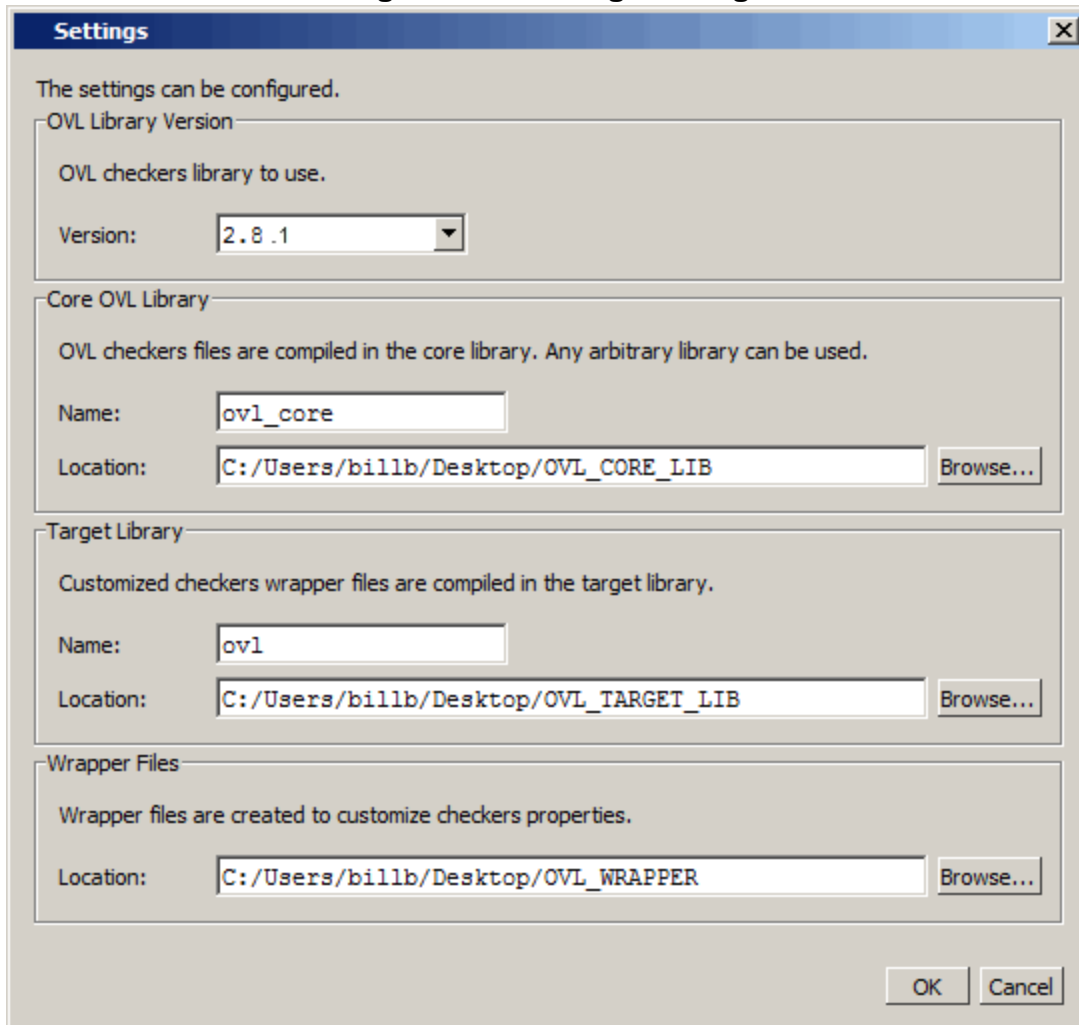 Settings
The settings can be configured.
OVL Library Version
OVL checkers library to use.
Version: 2.8.1
Core OVL Library
OVL checkers files are compiled in the core library. Any arbitrary library can be used.
Name: ovl_core
Location: C:/Users/billb/Desktop/OVL_CORE_LIB Browse...
Target Library
Customized checkers wrapper files are compiled in the target library.
Name: ovl
Location: C:/Users/billb/Desktop/OVL_TARGET_LIB Browse...
Wrapper Files
Wrapper files are created to customize checkers properties.
Location: C:/Users/billb/Desktop/OVL_WRAPPER Browse...
OK Cancel